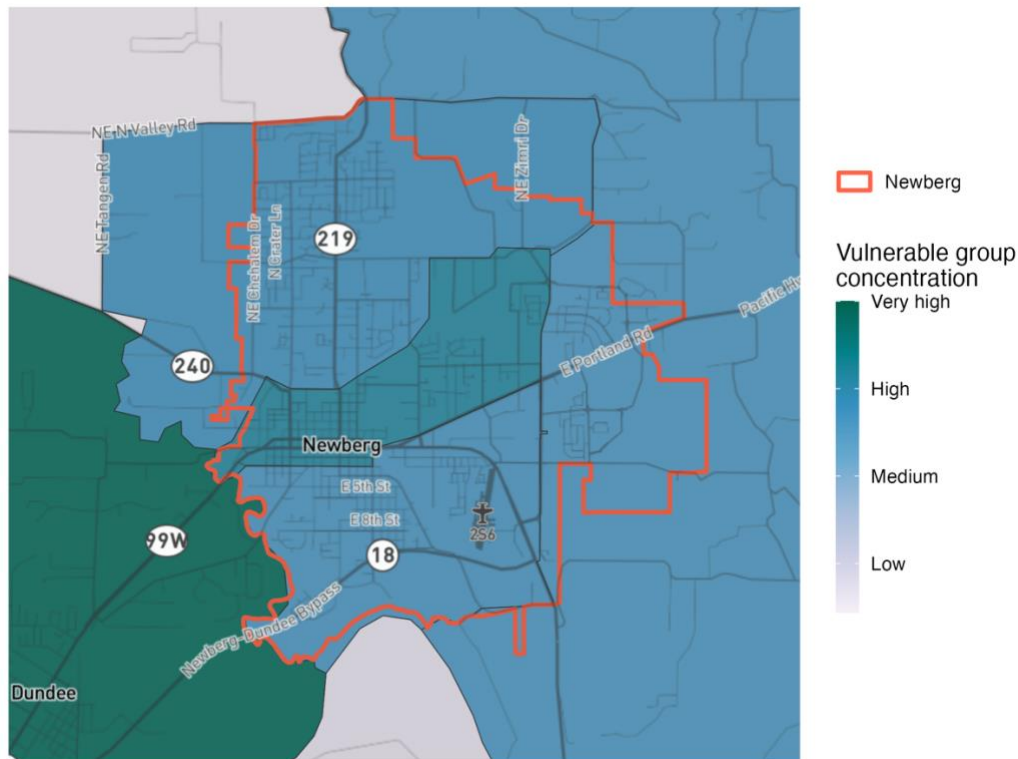 NE N Valley Rd
NE Tangen Rd
NE Zimri Dr
NE Chehalem Dr
N Crater Ln
219
Newberg
Vulnerable group
concentration
Very high
Pacific
E Portland Rd
240
High
Newberg
Medium
E 5th St
E 8th St
2S6
99W
18
Low
Newberg-Dundee Bypass
Dundee